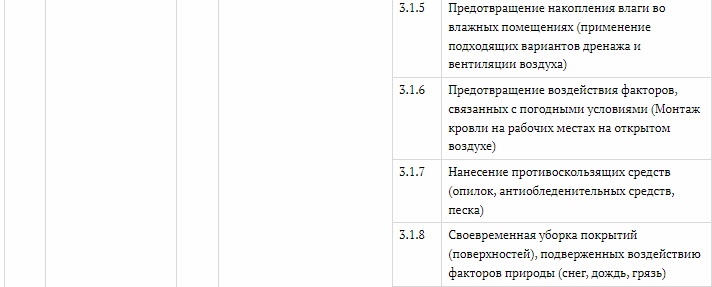 3.1.5 Предотвращение накопления влаги во
влажных помещениях (применение
подходящих вариантов дренажа и
вентиляции воздуха)
3.1.6 Предотвращение воздействия факторов,
связанных с погодными условиями (Монтаж
кровли на рабочих местах на открытом
воздухе)
3.1.7 Нанесение противоскользящих средств
(опилок, антиобледенительных средств,
песка)
3.1.8 Своевременная уборка покрытий
(поверхностей), подверженных воздействию
факторов природы (снег, дождь, грязь)